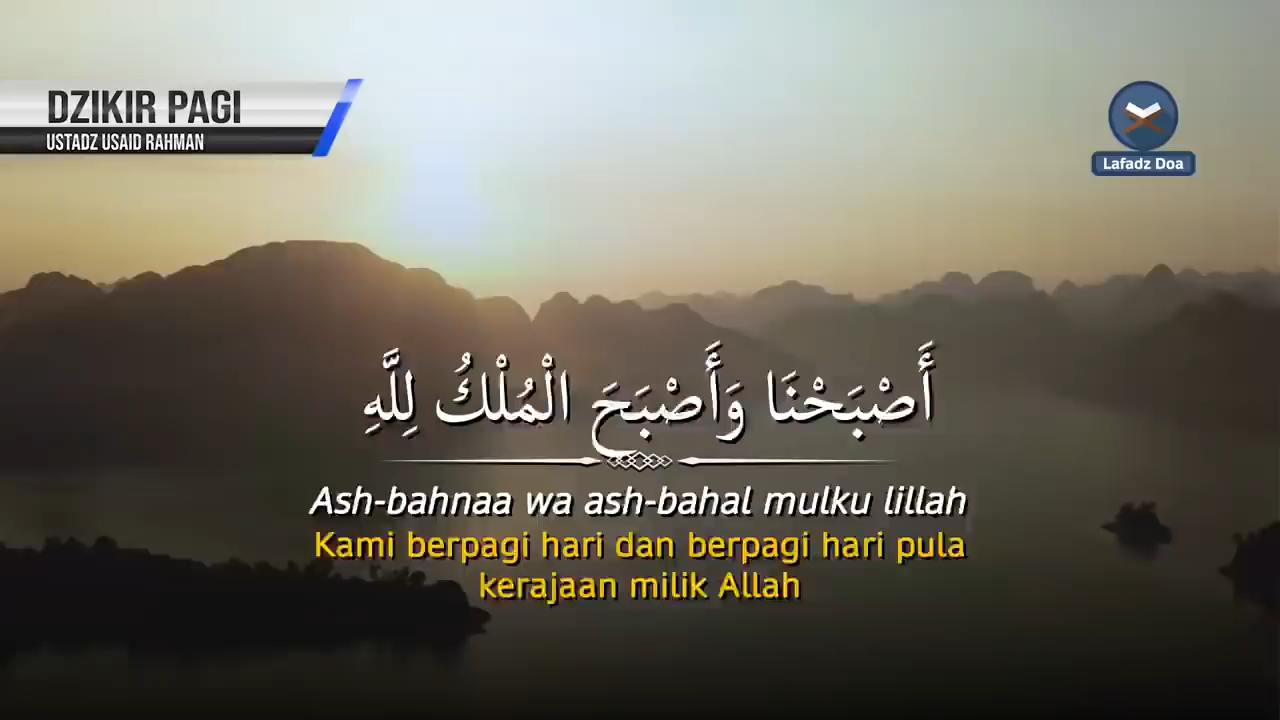 DZIKIR PAGI
USTADZ USAID RAHMAN
Lafadz Doa
أَصْبَحْنَا وَأَصْبَحَ الْمُلْكُ لِلَّهِ
Ash-bahnaa wa ash-bahal mulku lillah
Kami berpagi hari dan berpagi hari pula
kerajaan milik Allah